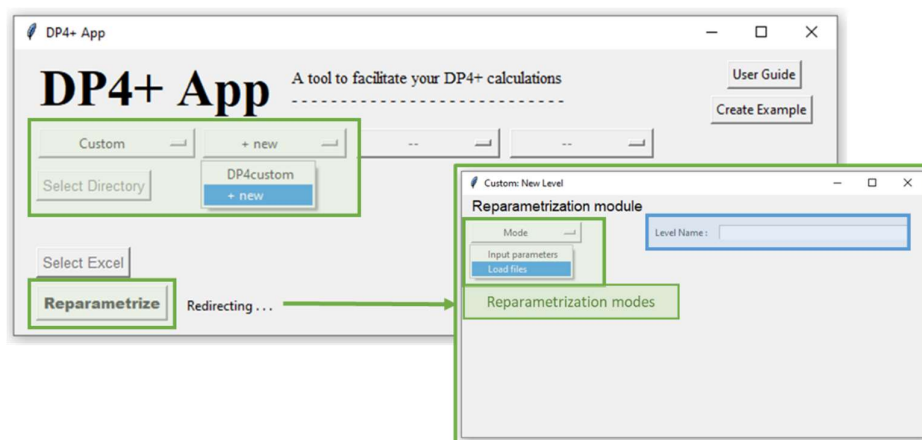 DP4+ App
DP4+ App
A tool to facilitate your DP4+ calculations
- - - - - - - - - - - - - - - - - - - - - - - - - - - -
User Guide
Create Example
Custom
+ new
--
--
DP4custom
+ new
Select Directory
Select Excel
Reparametrize
Redirecting . . .
Custom: New Level
Reparametrization module
Mode
Level Name :
Input parameters
Load files
Reparametrization modes